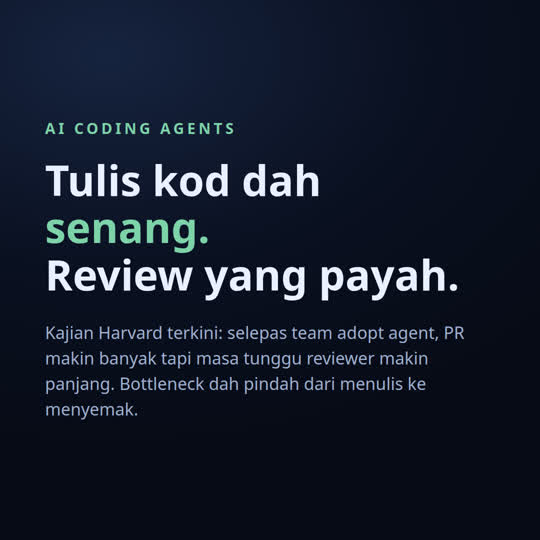 AI CODING AGENTS
Tulis kod dah
senang.
Review yang payah.
Kajian Harvard terkini: selepas team adopt agent, PR
makin banyak tapi masa tunggu reviewer makin
panjang. Bottleneck dah pindah dari menulis ke
menyemak.